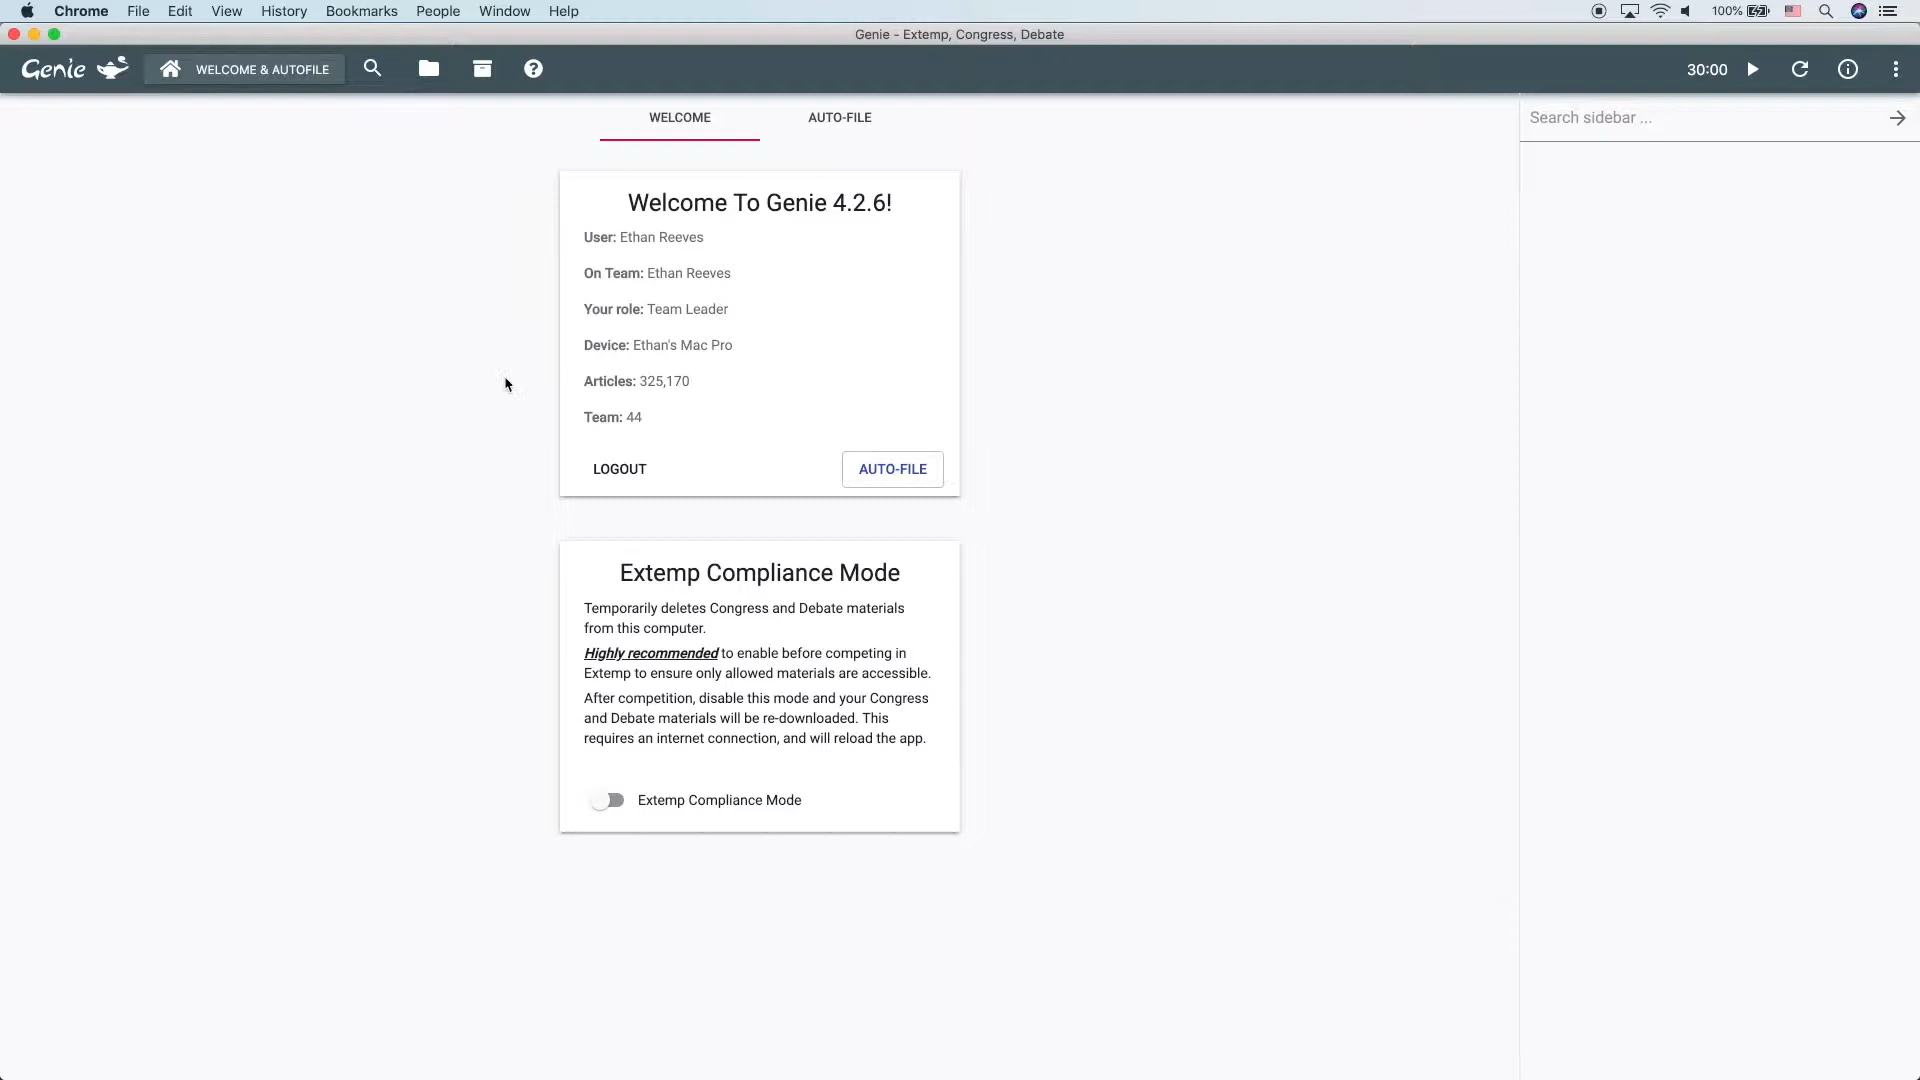 Chrome File Edit View History Bookmarks People Window Help 100%
Genie - Extemp, Congress, Debate
Genie WELCOME & AUTOFILE 30:00
WELCOME AUTO-FILE
Search sidebar ...
Welcome To Genie 4.2.6!
User: Ethan Reeves
On Team: Ethan Reeves
Your role: Team Leader
Device: Ethan's Mac Pro
Articles: 325,170
Team: 44
LOGOUT AUTO-FILE
Extemp Compliance Mode
Temporarily deletes Congress and Debate materials
from this computer.
Highly recommended to enable before competing in
Extemp to ensure only allowed materials are accessible.
After competition, disable this mode and your Congress
and Debate materials will be re-downloaded. This
requires an internet connection, and will reload the app.
Extemp Compliance Mode